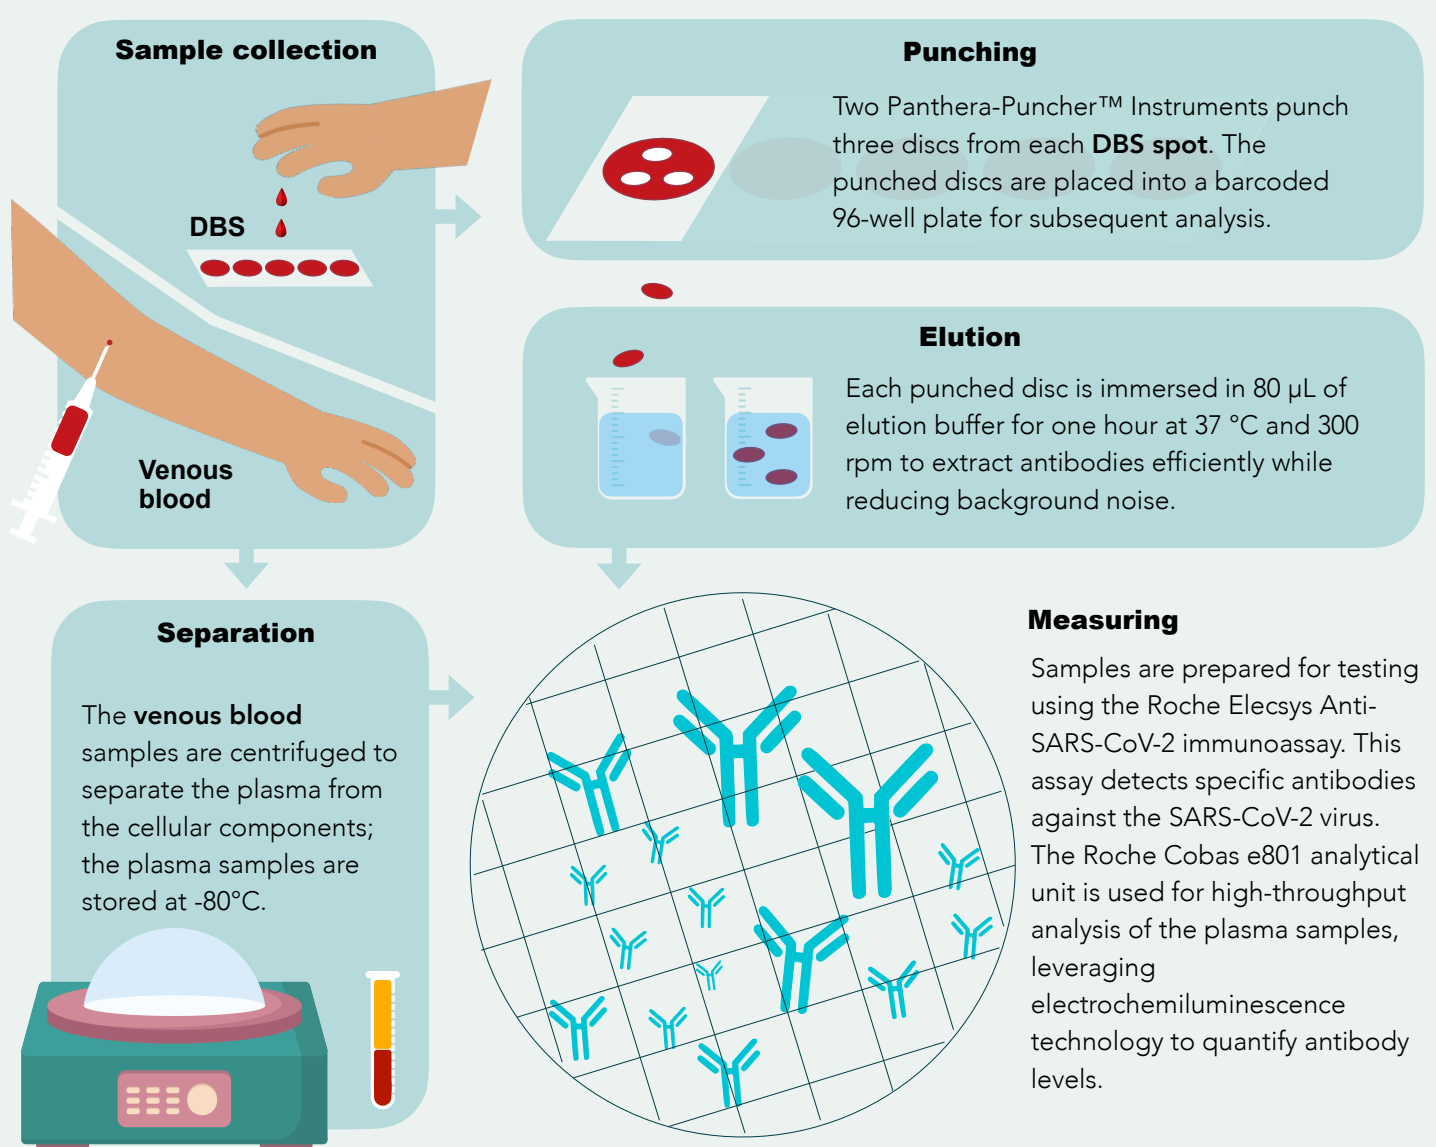 Sample collection
DBS
Venous
blood
Punching
Two Panthera-Puncher™ Instruments punch
three discs from each DBS spot. The
punched discs are placed into a barcoded
96-well plate for subsequent analysis.
Elution
Each punched disc is immersed in 80 µL of
elution buffer for one hour at 37 °C and 300
rpm to extract antibodies efficiently while
reducing background noise.
Separation
The venous blood
samples are centrifuged to
separate the plasma from
the cellular components;
the plasma samples are
stored at -80°C.
Measuring
Samples are prepared for testing
using the Roche Elecsys Anti-
SARS-CoV-2 immunoassay. This
assay detects specific antibodies
against the SARS-CoV-2 virus.
The Roche Cobas e801 analytical
unit is used for high-throughput
analysis of the plasma samples,
leveraging
electrochemiluminescence
technology to quantify antibody
levels.